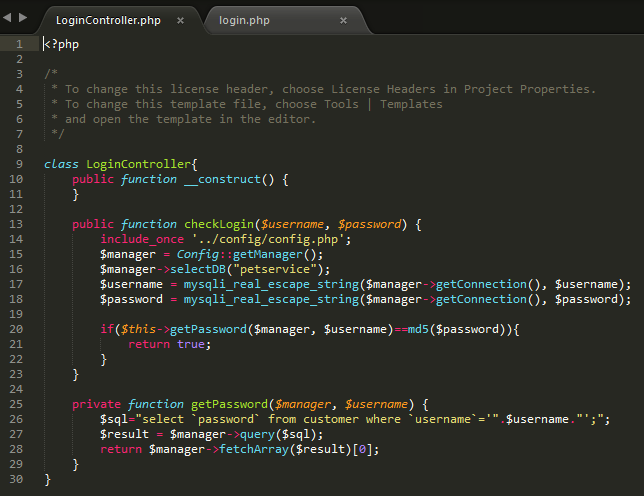 LoginController.php × login.php ×
1 <?php
2
3 /*
4  * To change this license header, choose License Headers in Project Properties.
5  * To change this template file, choose Tools | Templates
6  * and open the template in the editor.
7  */
8
9 class LoginController{
10     public function __construct() {
11     }
12
13     public function checkLogin($username, $password) {
14         include_once '../config/config.php';
15         $manager = Config::getManager();
16         $manager->selectDB("petservice");
17         $username = mysqli_real_escape_string($manager->getConnection(), $username);
18         $password = mysqli_real_escape_string($manager->getConnection(), $password);
19
20         if($this->getPassword($manager, $username)==md5($password)){
21             return true;
22         }
23     }
24
25     private function getPassword($manager, $username) {
26         $sql="select `password` from customer where `username`='".$username."';";
27         $result = $manager->query($sql);
28         return $manager->fetchArray($result)[0];
29     }
30 }